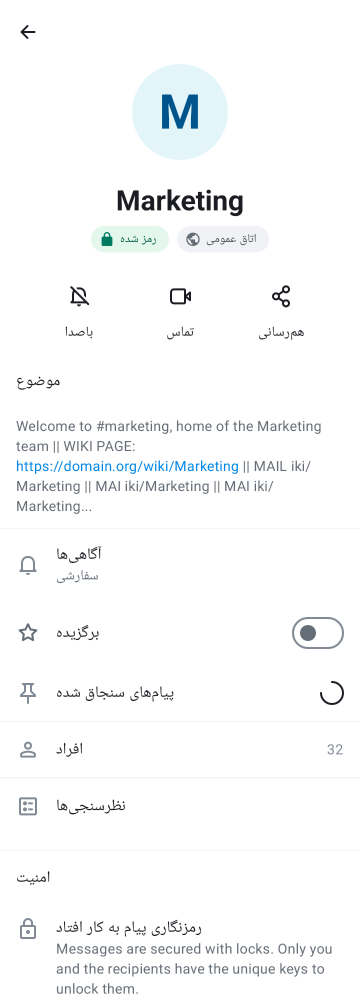 M
Marketing
رمز شده
اتاق عمومی
باصدا
تماس
هم‌رسانی
موضوع
Welcome to #marketing, home of the Marketing
team || WIKI PAGE:
https://domain.org/wiki/Marketing || MAIL iki/
Marketing || MAI iki/Marketing || MAI iki/
Marketing...
آگاهی‌ها
سفارشی
برگزیده
پیام‌های سنجاق شده
افراد
32
نظرسنجی‌ها
امنیت
رمزنگاری پیام به کار افتاد
Messages are secured with locks. Only you
and the recipients have the unique keys to
unlock them.